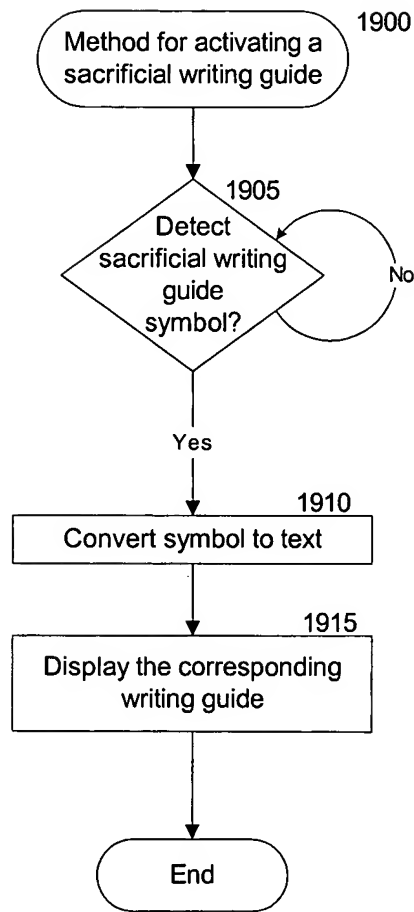 1900
Method for activating a
sacrificial writing guide
1905
Detect
sacrificial writing
guide
symbol?
No
Yes
1910
Convert symbol to text
1915
Display the corresponding
writing guide
End